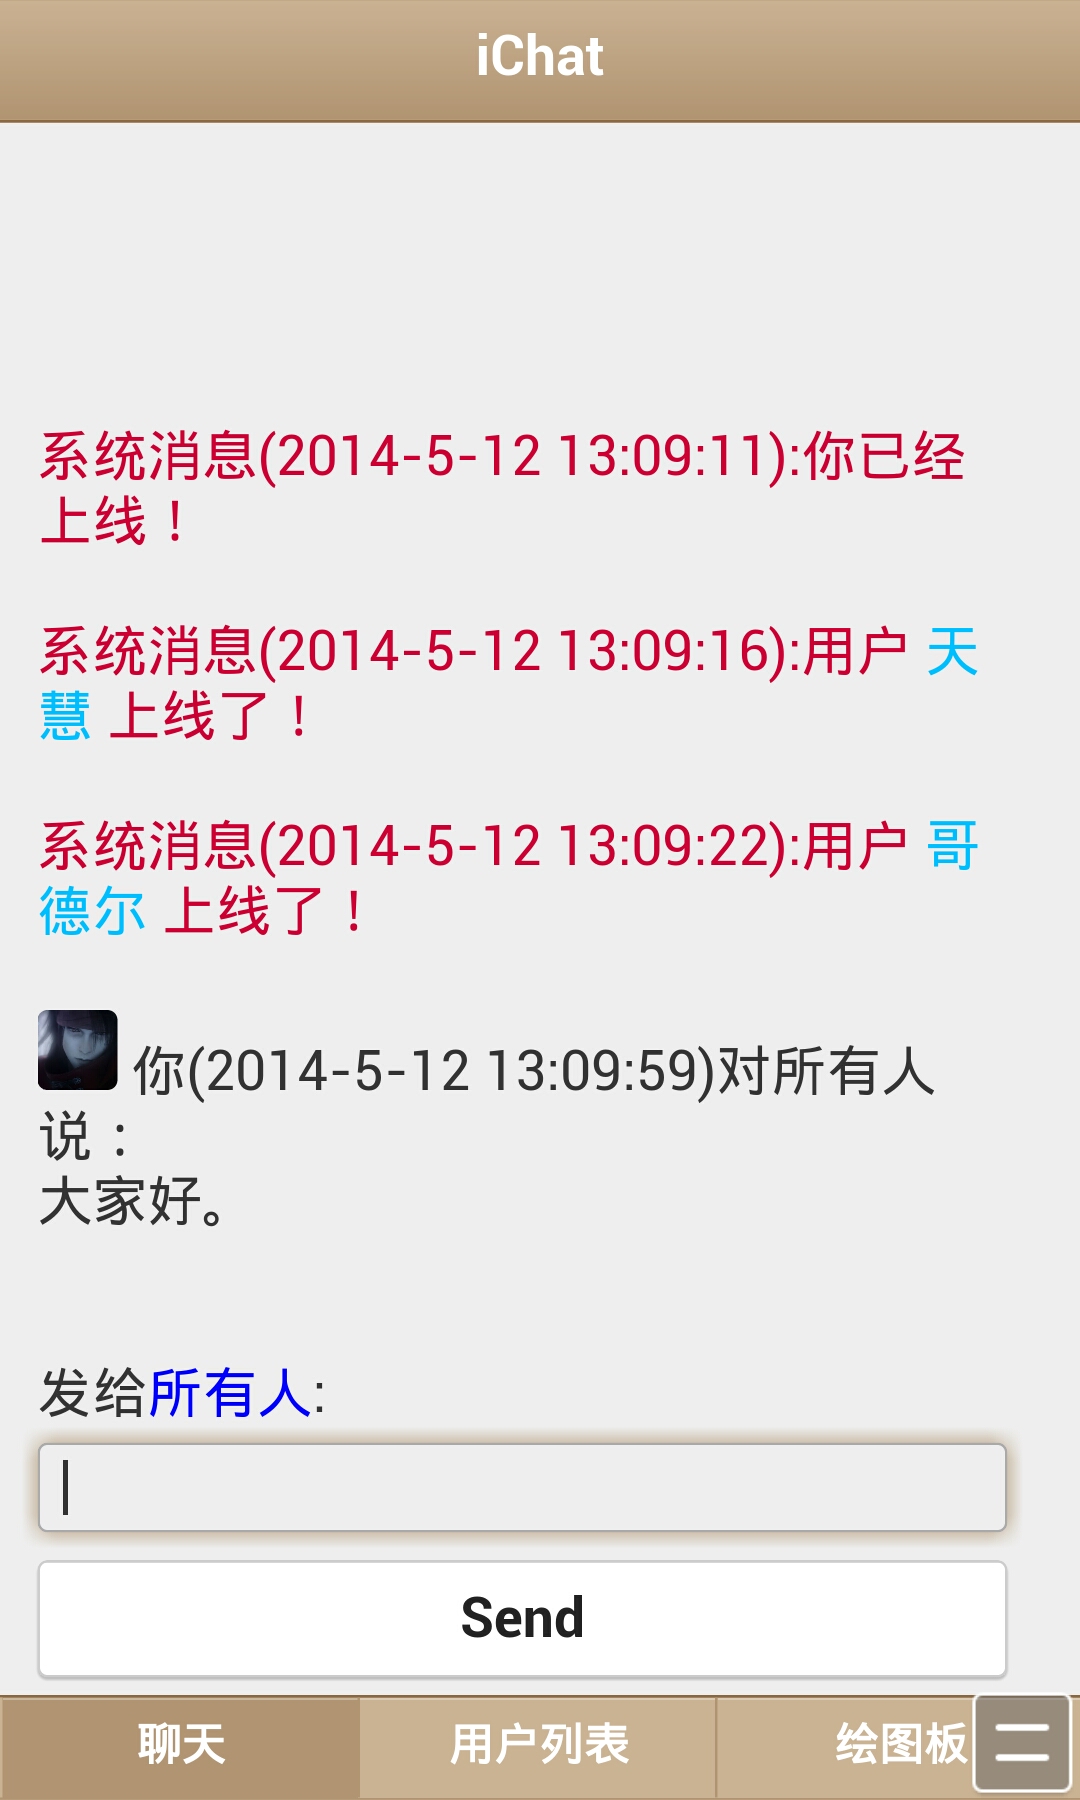 iChat
系统消息(2014-5-12 13:09:11):你已经
上线！
系统消息(2014-5-12 13:09:16):用户 天
慧 上线了！
系统消息(2014-5-12 13:09:22):用户 哥
德尔 上线了！
你(2014-5-12 13:09:59)对所有人
说：
大家好。
发给所有人:
Send
聊天 用户列表 绘图板